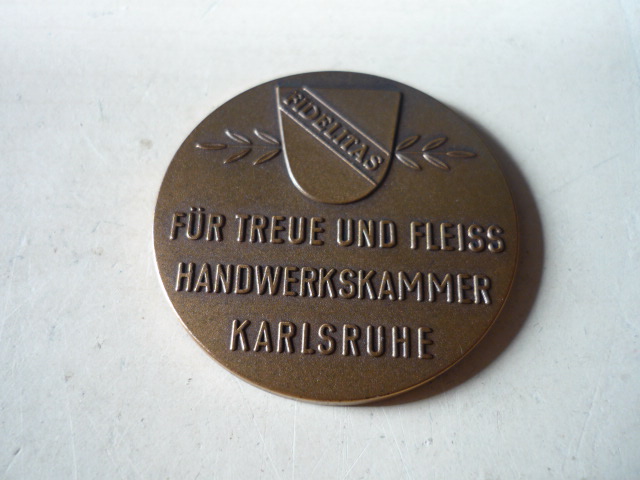 FIDELITAS
FÜR TREUE UND FLEISS
HANDWERKSKAMMER
KARLSRUHE